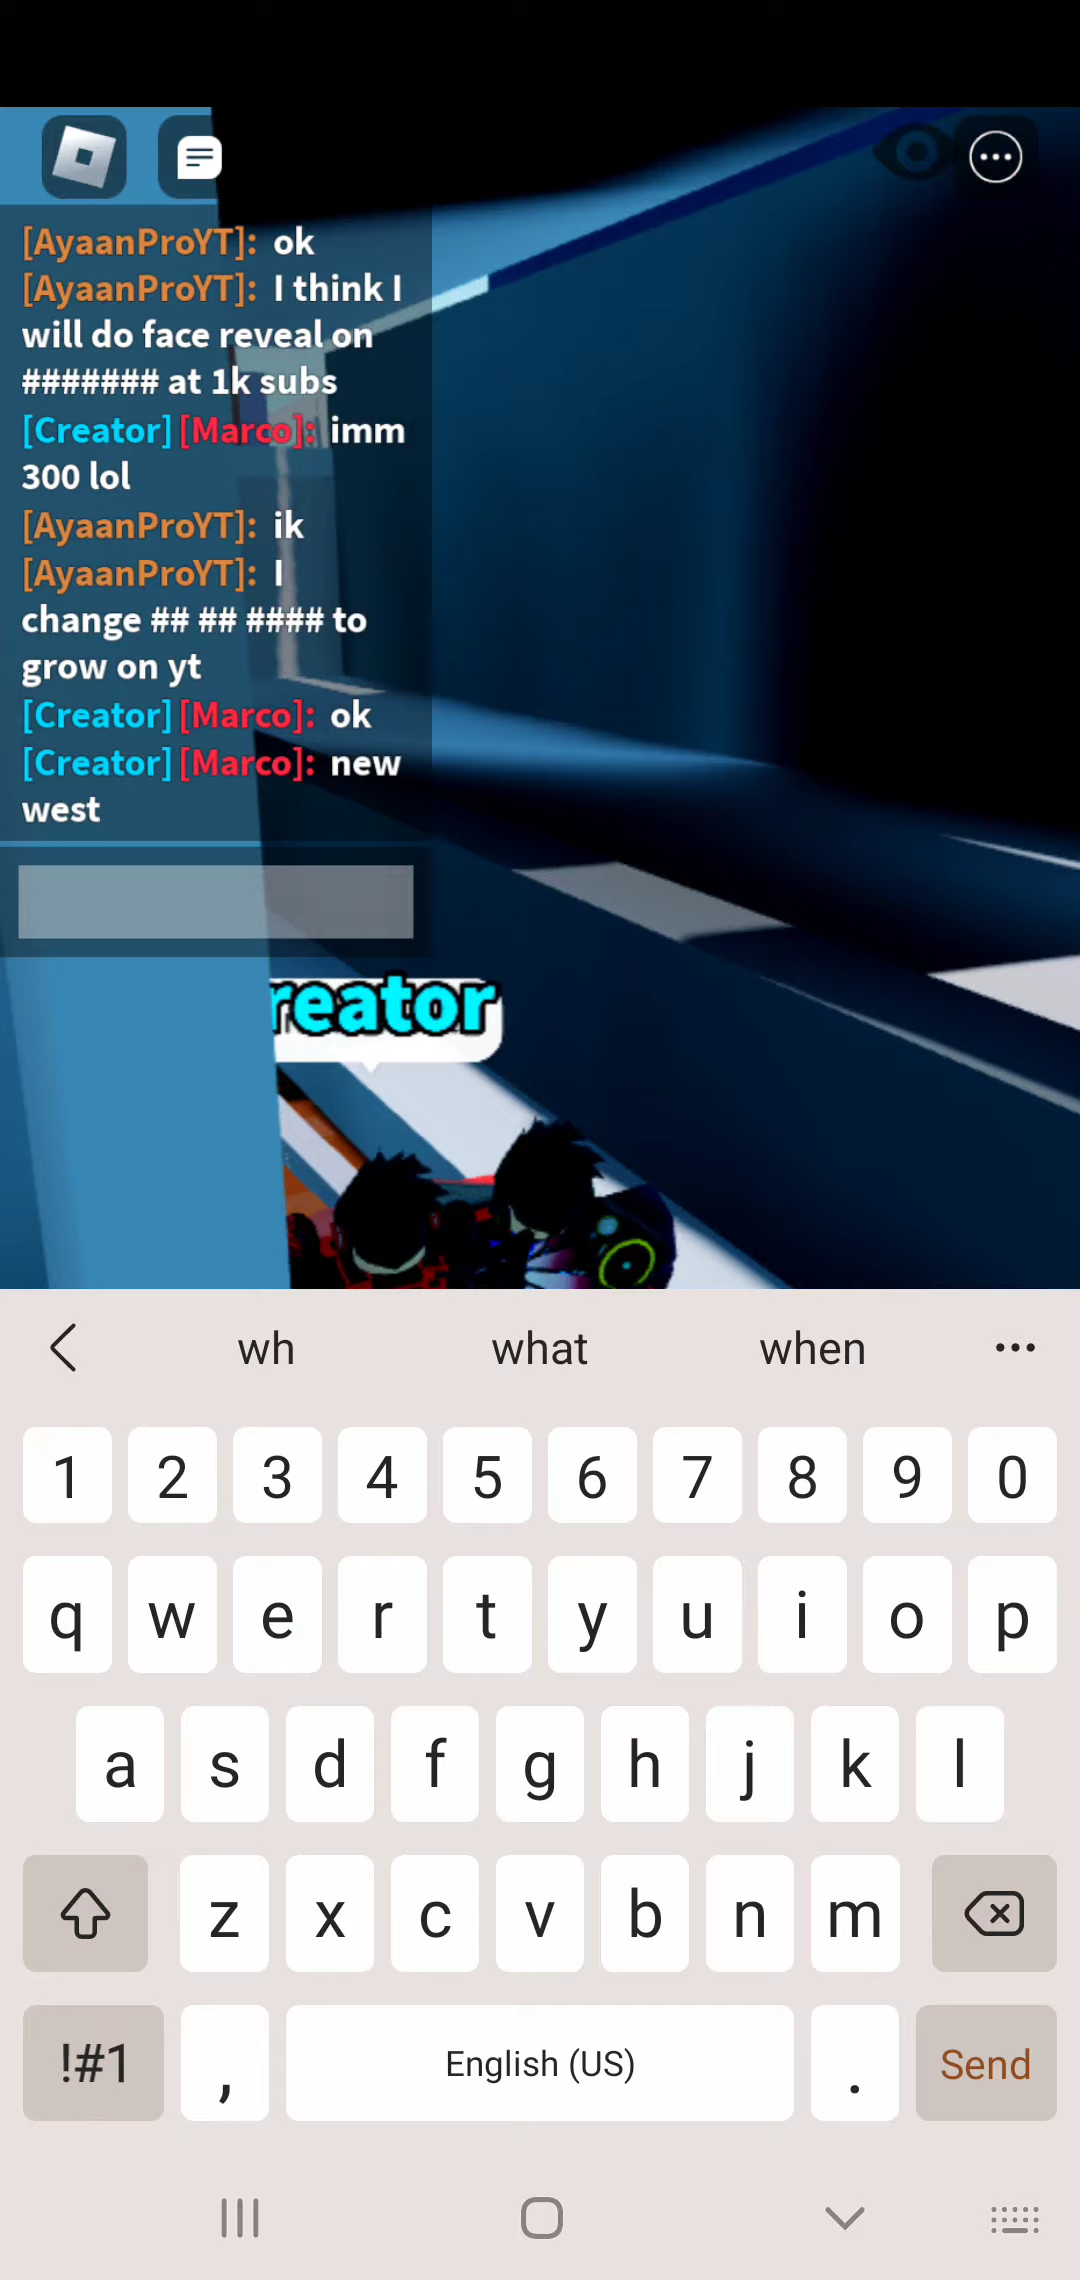 [AyaanProYT]: ok
[AyaanProYT]: I think I
will do face reveal on
####### at 1k subs
[Creator][Marco]: imm
300 lol
[AyaanProYT]: ik
[AyaanProYT]: I
change ## ## #### to
grow on yt
[Creator][Marco]: ok
[Creator][Marco]: new
west
reator
wh what when
1 2 3 4 5 6 7 8 9 0
q w e r t y u i o p
a s d f g h j k l
z x c v b n m
!#1 , English (US) . Send